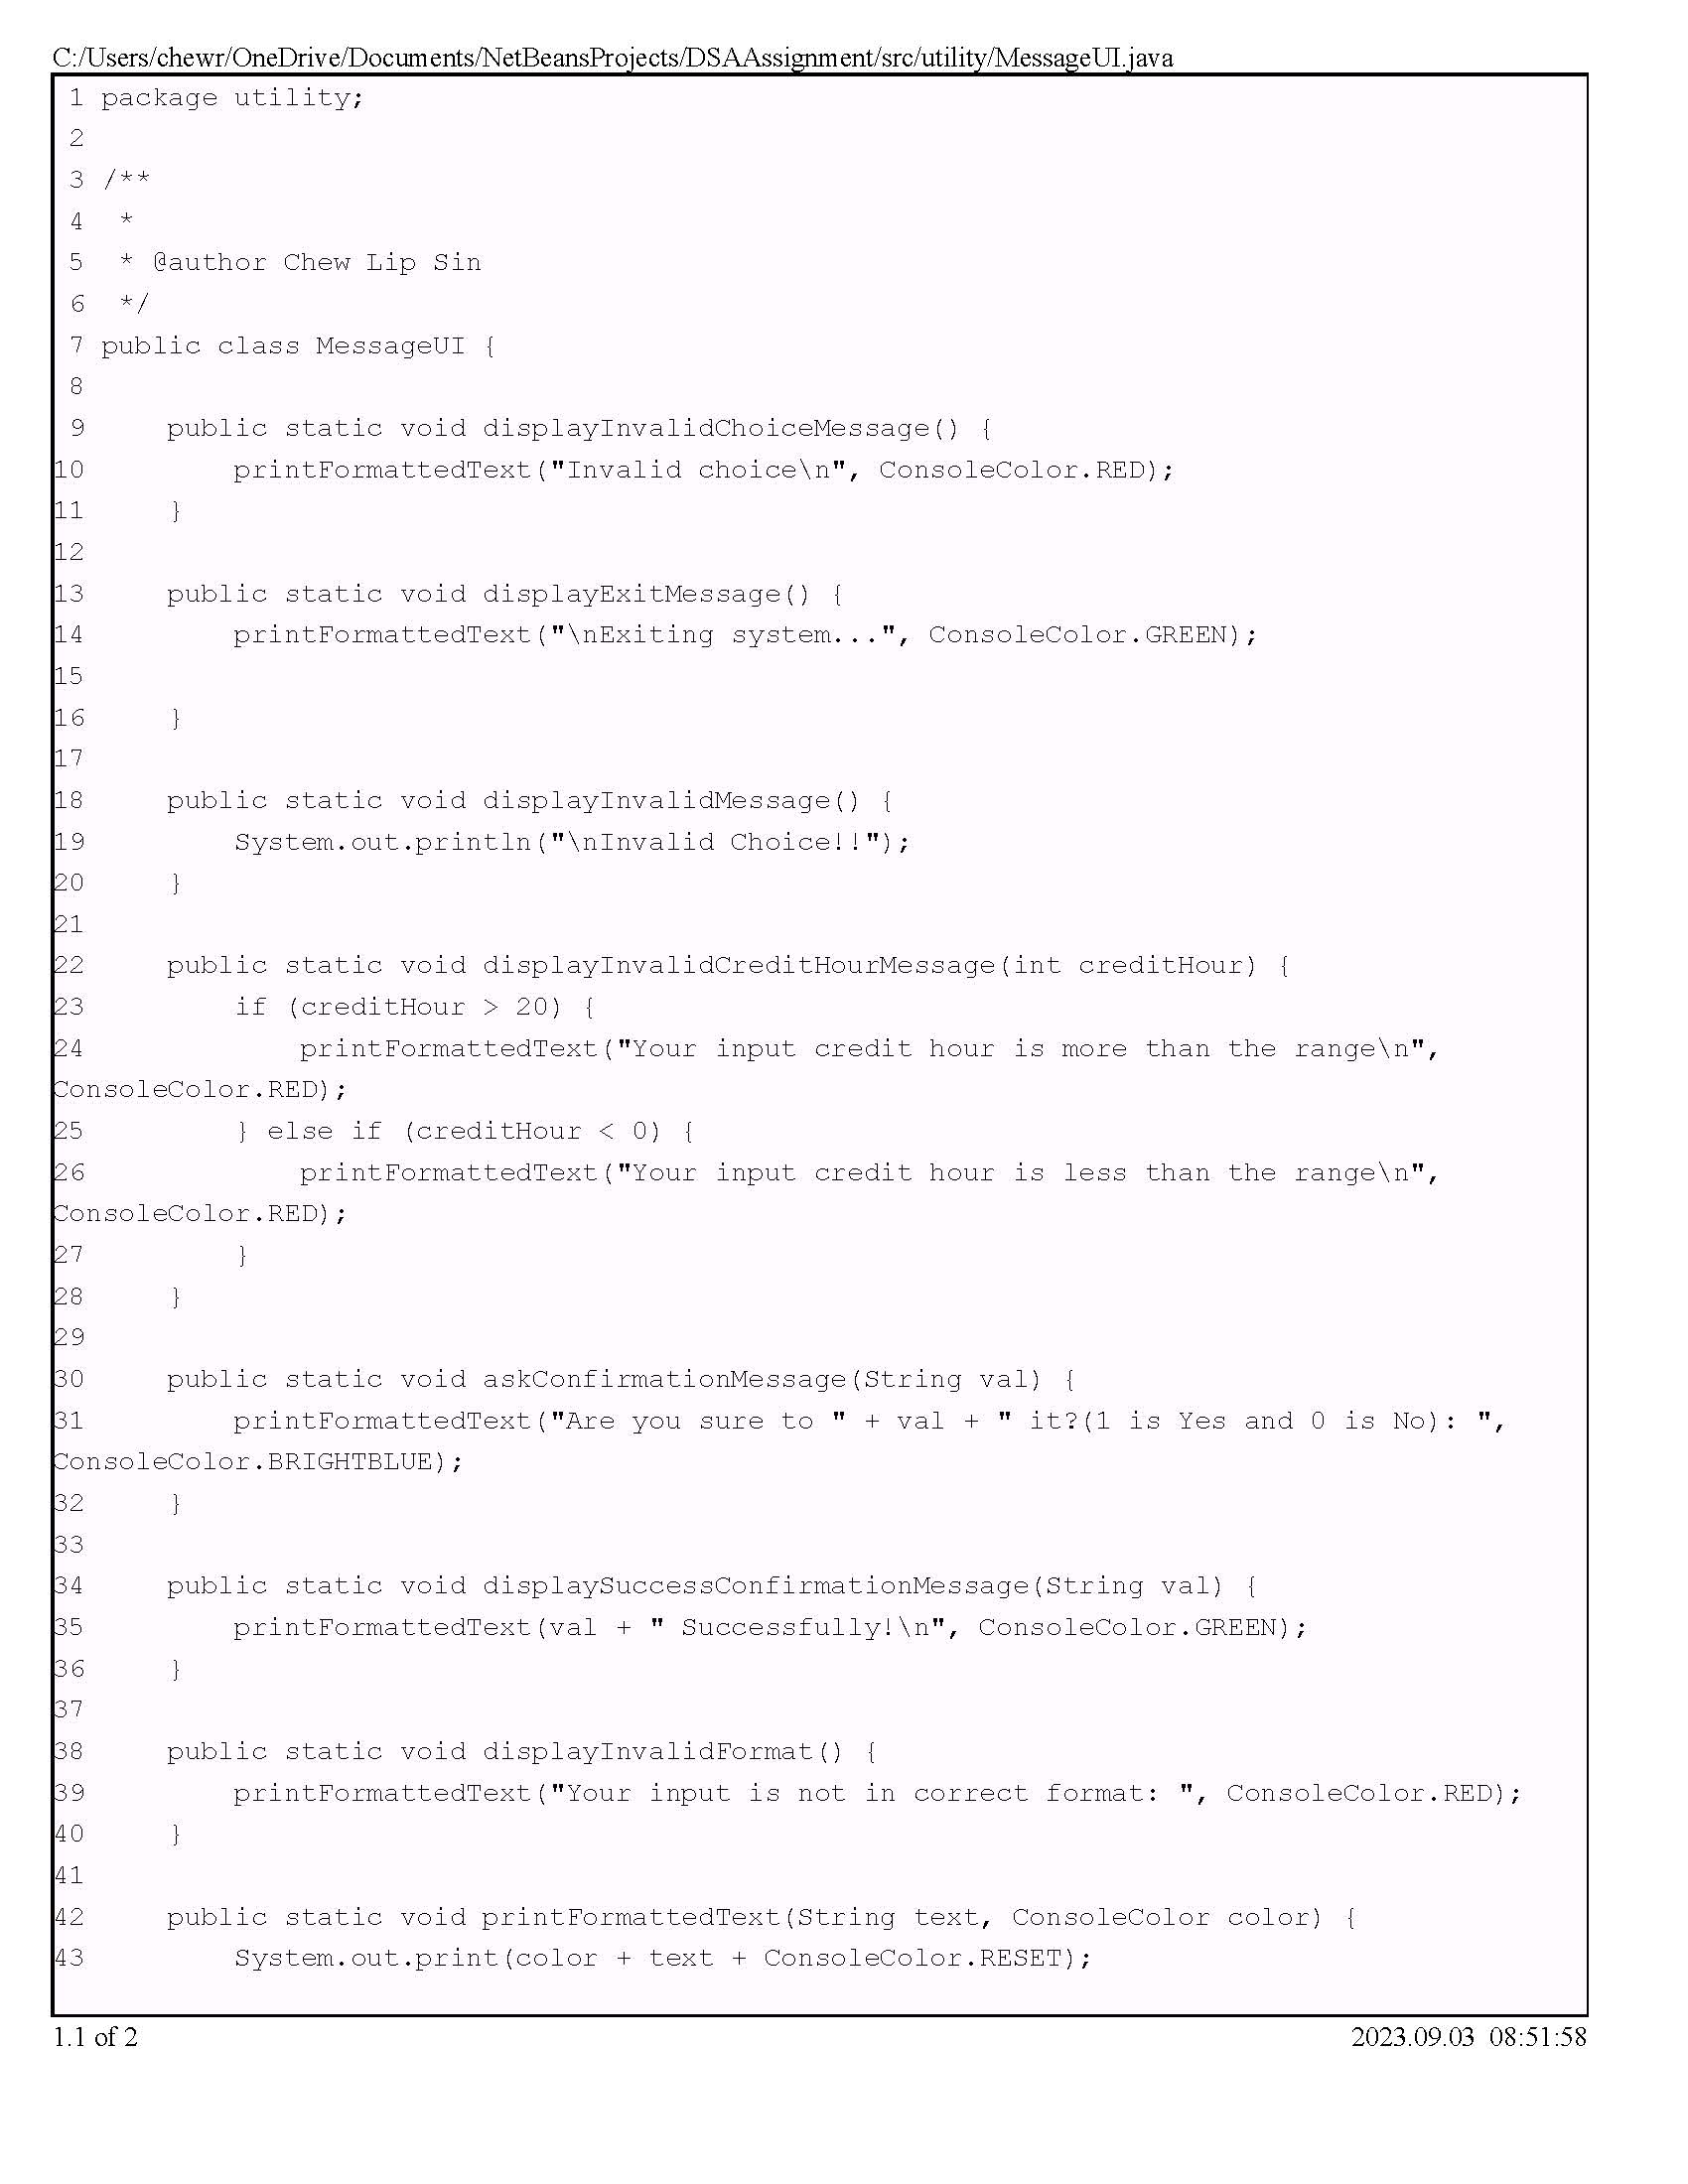 C:/Users/chewr/OneDrive/Documents/NetBeansProjects/DSAAssignment/src/utility/MessageUI.java
1 package utility;
2
3 /**
4  *
5  * @author Chew Lip Sin
6  */
7 public class MessageUI {
8
9     public static void displayInvalidChoiceMessage() {
10         printFormattedText("Invalid choice\n", ConsoleColor.RED);
11     }
12
13     public static void displayExitMessage() {
14         printFormattedText("\nExiting system...", ConsoleColor.GREEN);
15
16     }
17
18     public static void displayInvalidMessage() {
19         System.out.println("\nInvalid Choice!!");
20     }
21
22     public static void displayInvalidCreditHourMessage(int creditHour) {
23         if (creditHour > 20) {
24             printFormattedText("Your input credit hour is more than the range\n",
ConsoleColor.RED);
25         } else if (creditHour < 0) {
26             printFormattedText("Your input credit hour is less than the range\n",
ConsoleColor.RED);
27         }
28     }
29
30     public static void askConfirmationMessage(String val) {
31         printFormattedText("Are you sure to " + val + " it?(1 is Yes and 0 is No): ",
ConsoleColor.BRIGHTBLUE);
32     }
33
34     public static void displaySuccessConfirmationMessage(String val) {
35         printFormattedText(val + " Successfully!\n", ConsoleColor.GREEN);
36     }
37
38     public static void displayInvalidFormat() {
39         printFormattedText("Your input is not in correct format: ", ConsoleColor.RED);
40     }
41
42     public static void printFormattedText(String text, ConsoleColor color) {
43         System.out.print(color + text + ConsoleColor.RESET);
1.1 of 2
2023.09.03 08:51:58